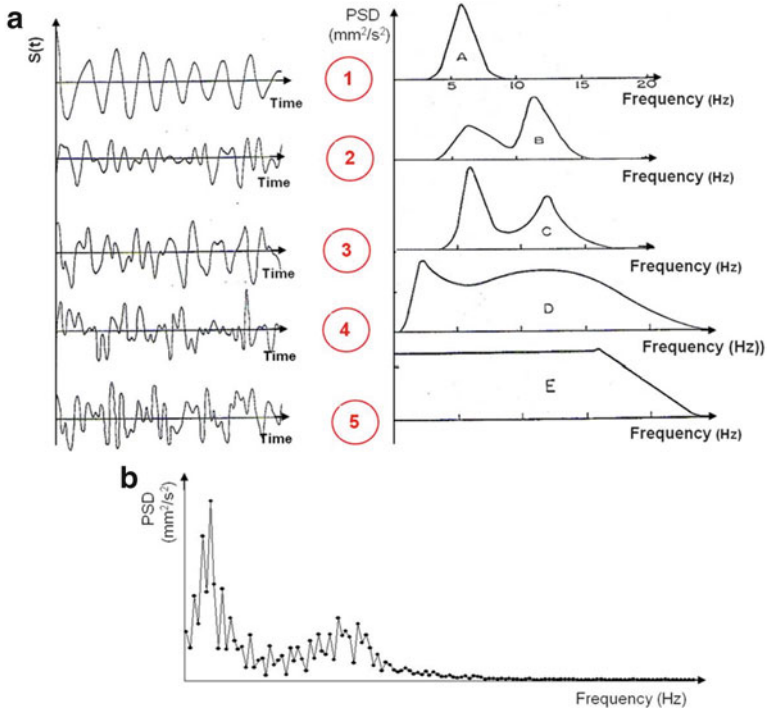 a
S(t)
Time
Time
Time
Time
Time
1
2
3
4
5
PSD
(mm²/s²)
A
5
10
15
20
Frequency (Hz)
B
Frequency (Hz)
C
Frequency (Hz)
D
Frequency (Hz))
E
Frequency (Hz)
b
PSD
(mm²/s²)
Frequency (Hz)